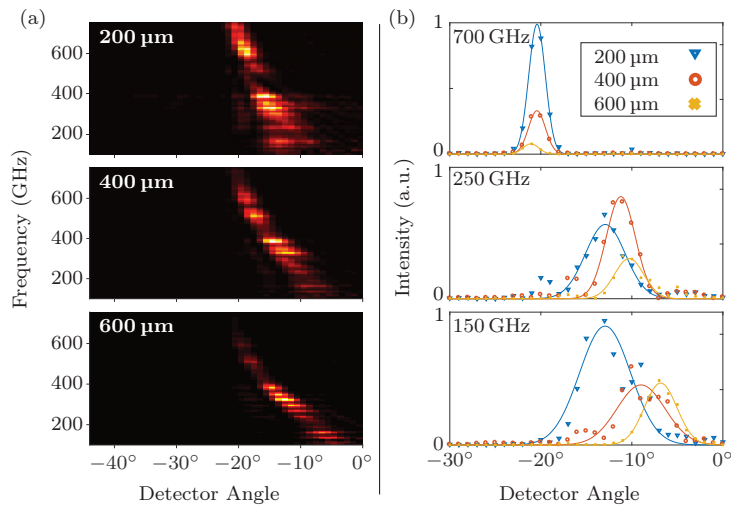 (a)
200 µm
600
400
200
400 µm
600
400
200
600 µm
600
400
200
Frequency (GHz)
−40° −30° −20° −10° 0°
Detector Angle
(b)
1
700 GHz
200 µm
400 µm
600 µm
0
1
250 GHz
0
1
150 GHz
0
Intensity (a.u.)
−30° −20° −10° 0°
Detector Angle